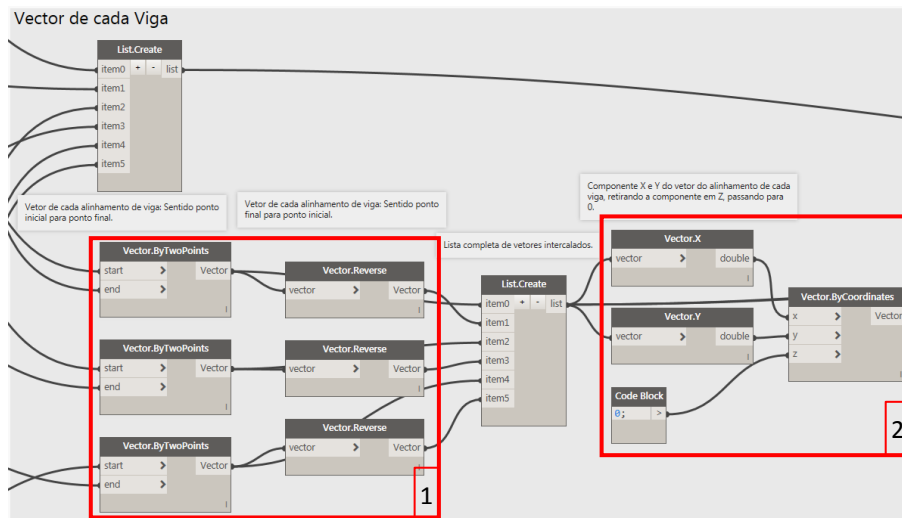 Vector de cada Viga
List.Create
item0 + - list
item1
item2
item3
item4
item5
Vetor de cada alinhamento de viga: Sentido ponto
inicial para ponto final.
Vetor de cada alinhamento de viga: Sentido ponto
final para ponto inicial.
Componente X e Y do vetor do alinhamento de cada
viga, retirando a componente em Z, passando para
0.
Lista completa de vetores intercalados.
Vector.ByTwoPoints
start > Vector
end >
Vector.Reverse
vector > Vector
Vector.ByTwoPoints
start > Vector
end >
Vector.Reverse
vector > Vector
Vector.ByTwoPoints
start > Vector
end >
Vector.Reverse
vector > Vector
1
List.Create
item0 + - list
item1
item2
item3
item4
item5
Vector.X
vector > double
Vector.Y
vector > double
Code Block
0; >
Vector.ByCoordinates
x > Vector
y >
z >
2